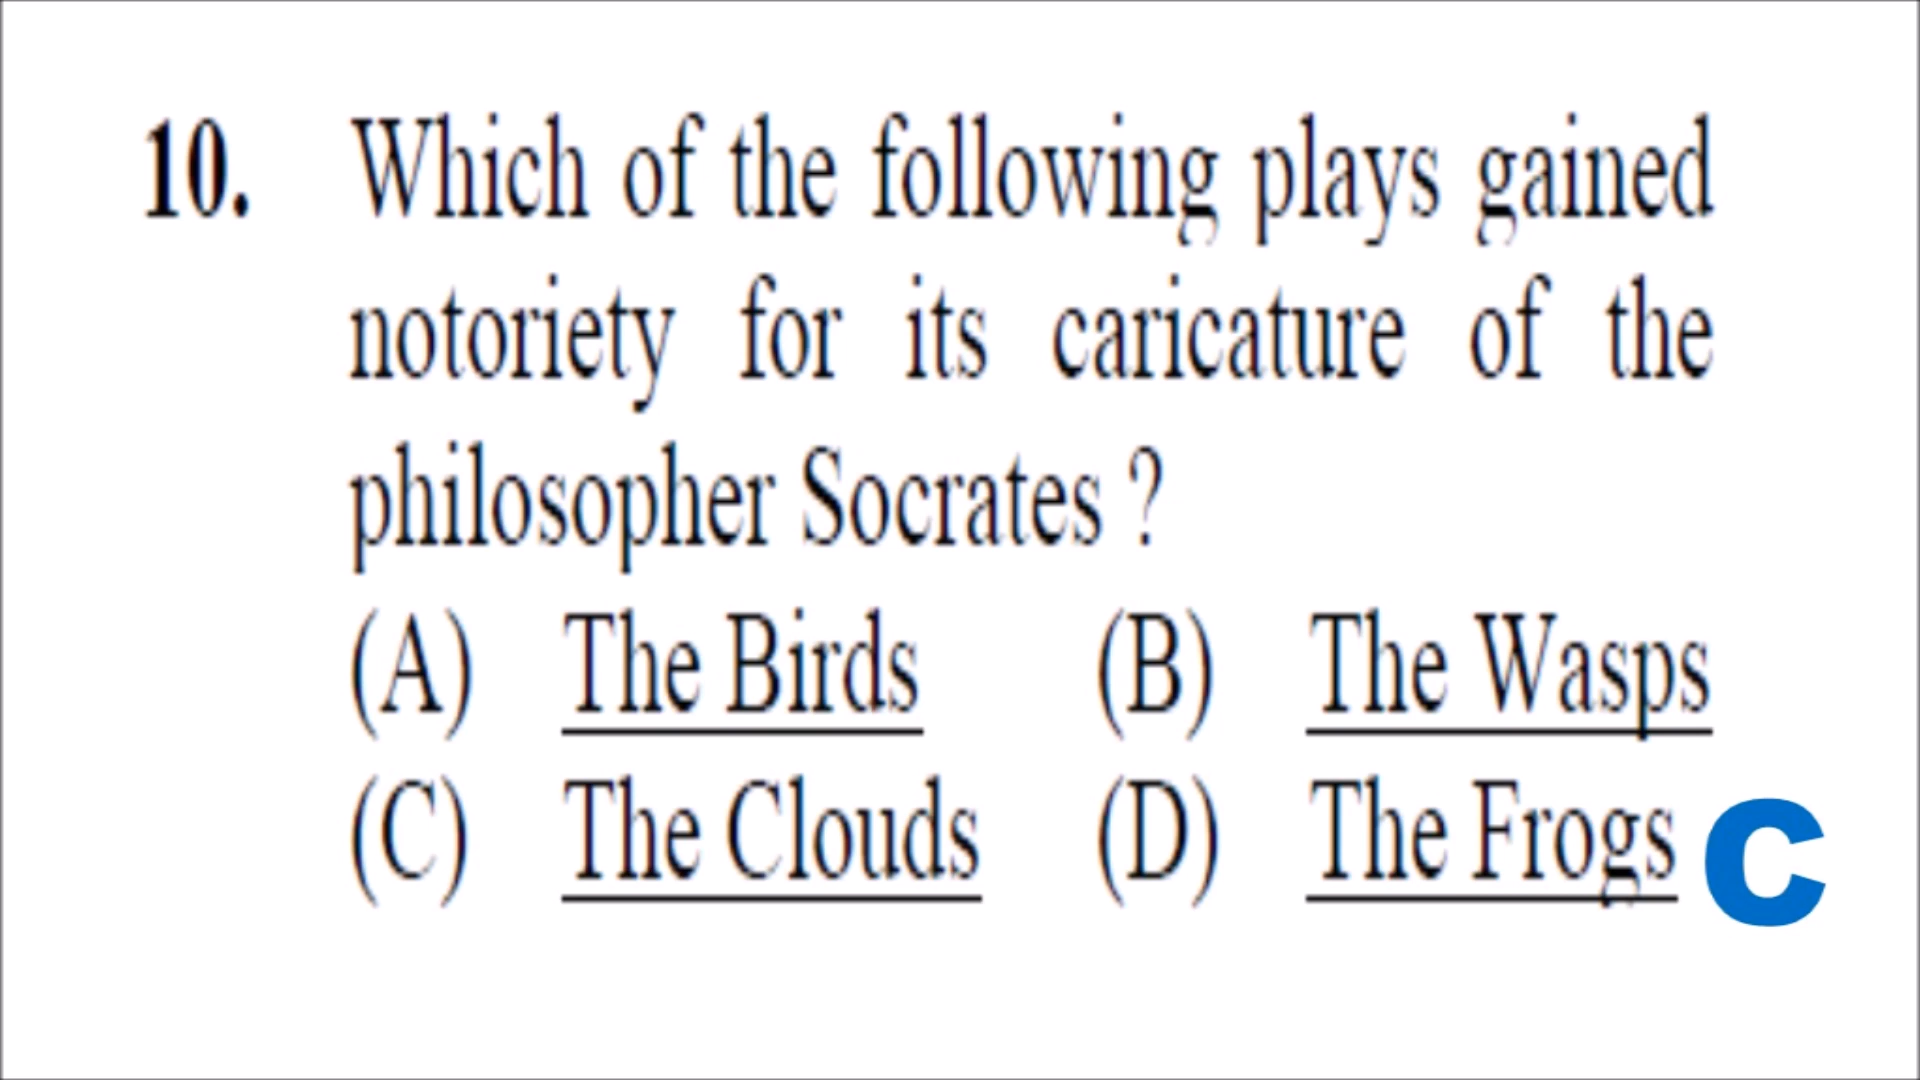 10. Which of the following plays gained
notoriety for its caricature of the
philosopher Socrates ?
(A) The Birds (B) The Wasps
(C) The Clouds (D) The Frogs C